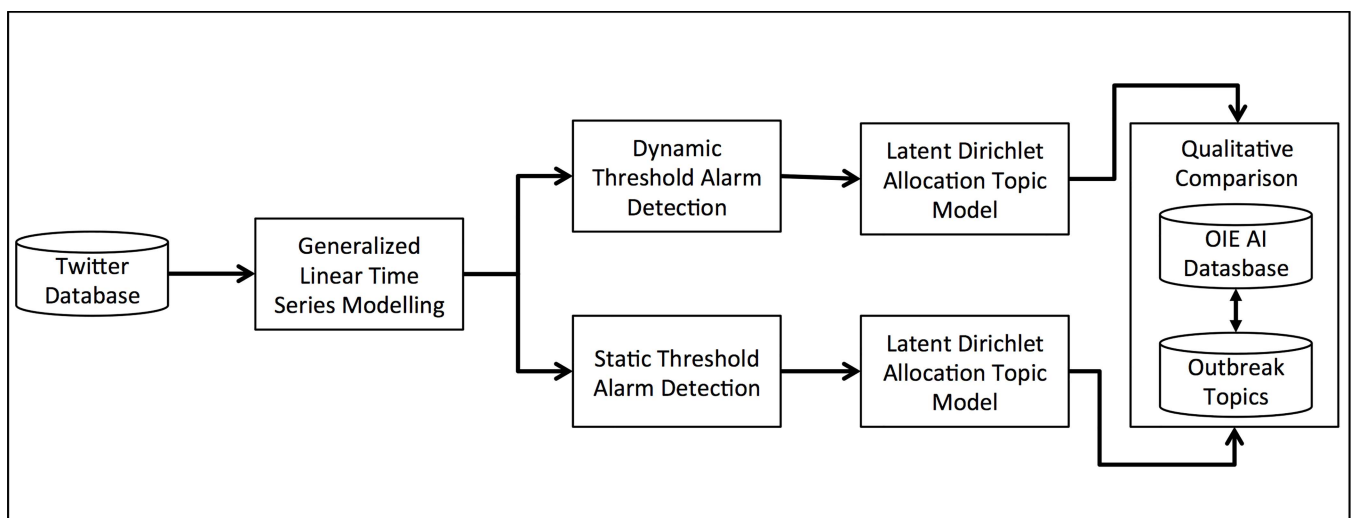 Twitter
Database
Generalized
Linear Time
Series Modelling
Dynamic
Threshold Alarm
Detection
Static Threshold
Alarm Detection
Latent Dirichlet
Allocation Topic
Model
Latent Dirichlet
Allocation Topic
Model
Qualitative
Comparison
OIE AI
Datasbase
Outbreak
Topics